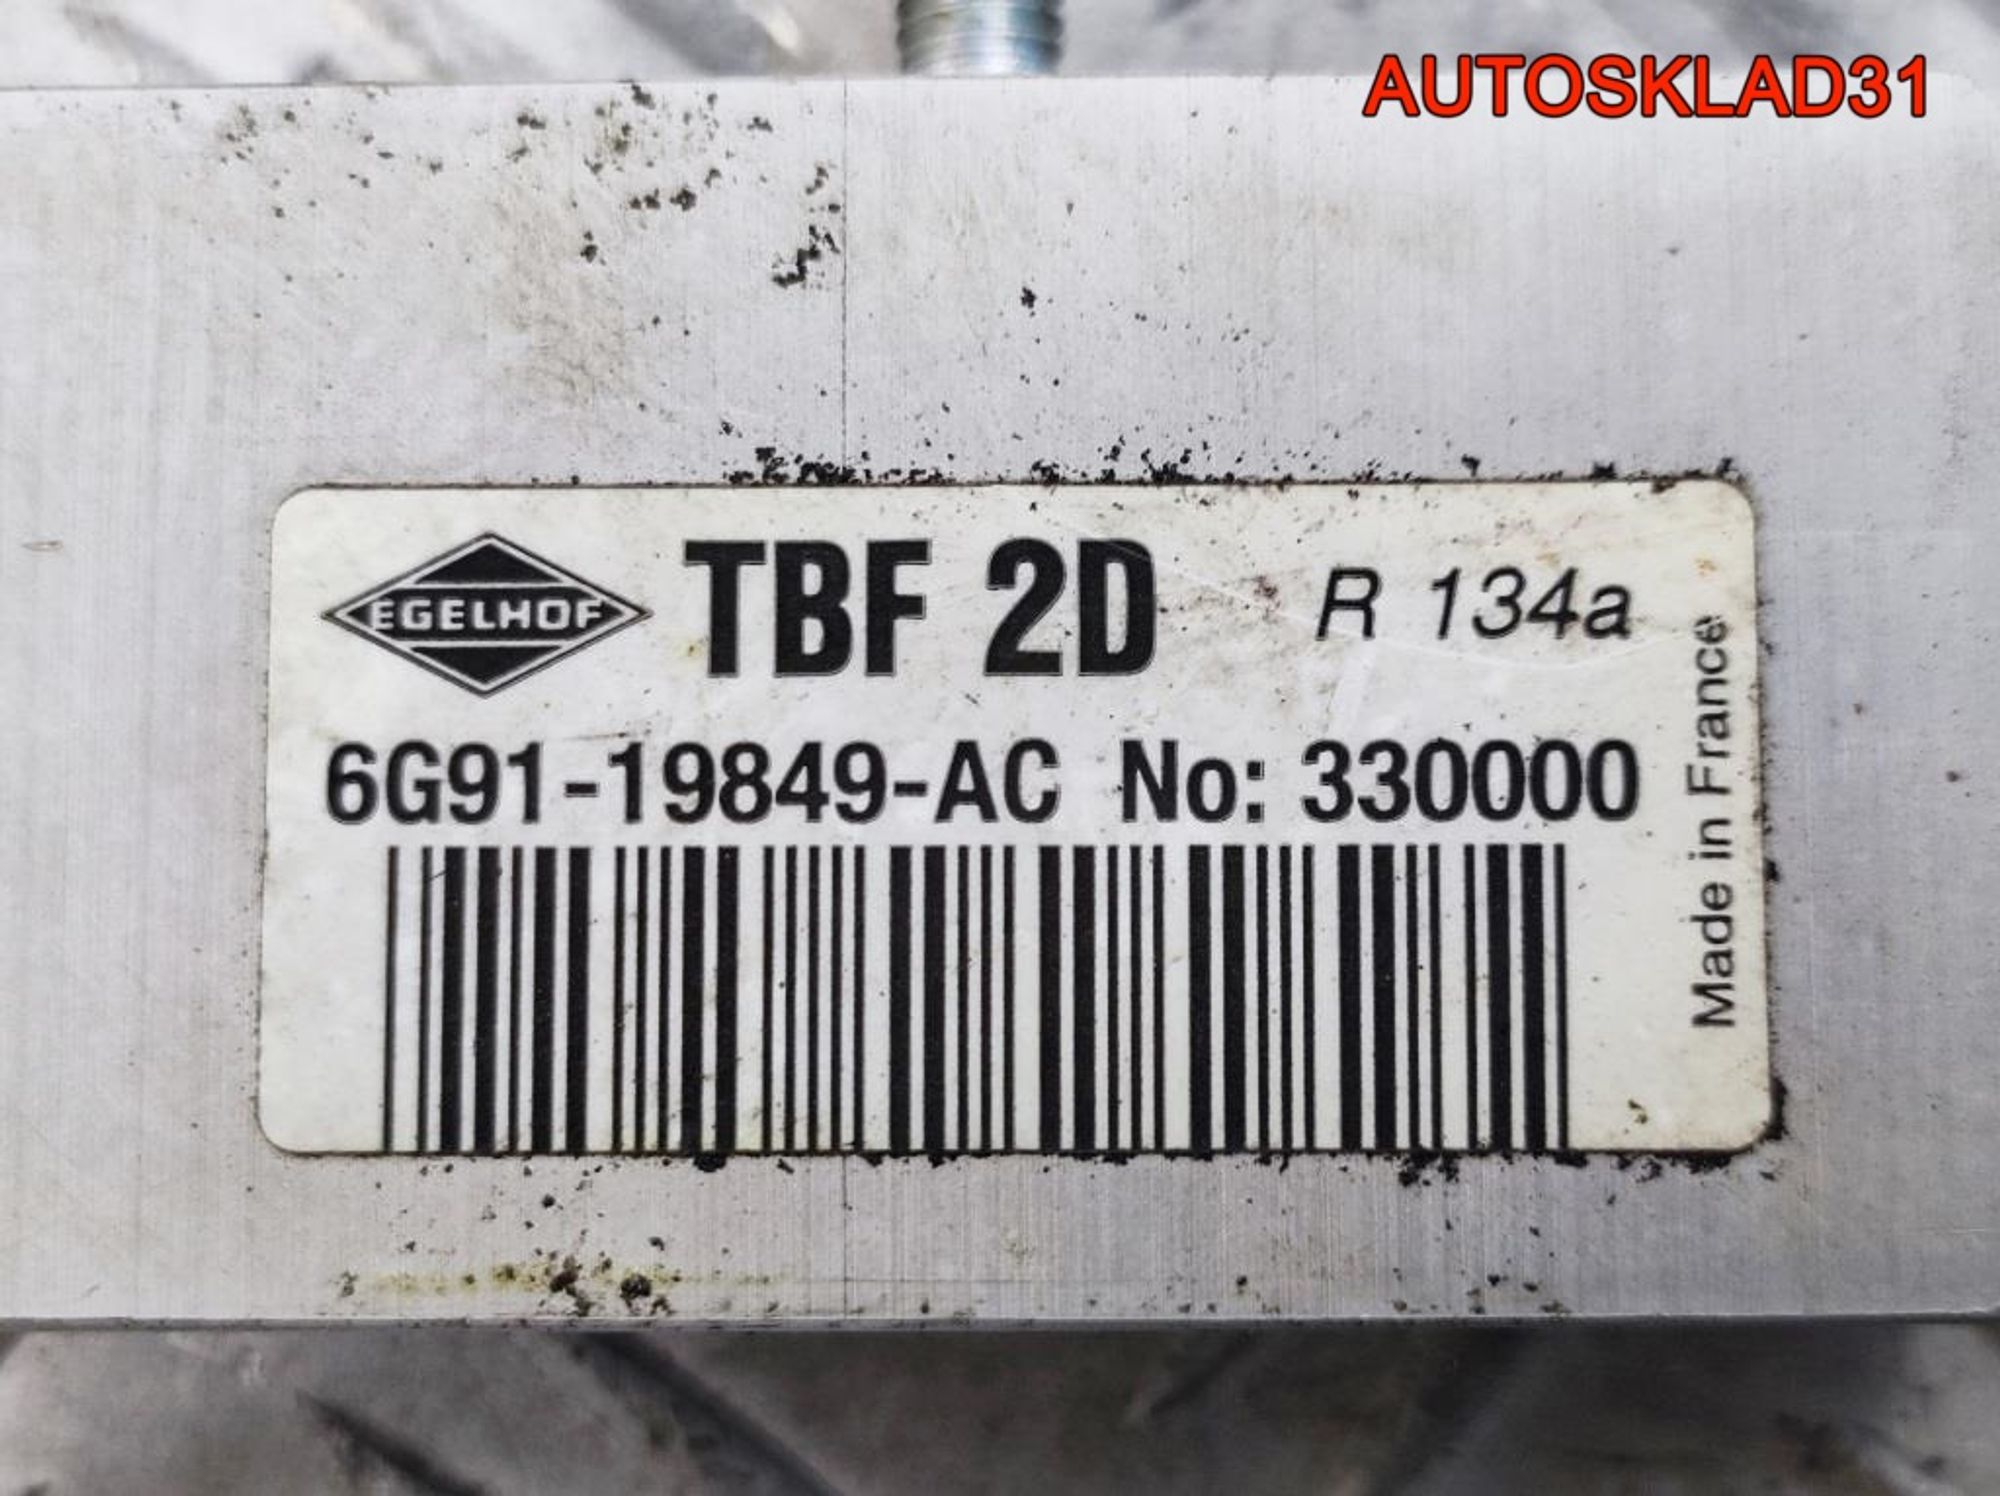 AUTOSKLAD31
EGELHOF TBF 2D R 134a
6G91-19849-AC No: 330000
Made in France